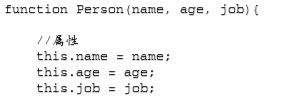 function Person(name, age, job){
//属性
this.name = name;
this.age = age;
this.job = job;